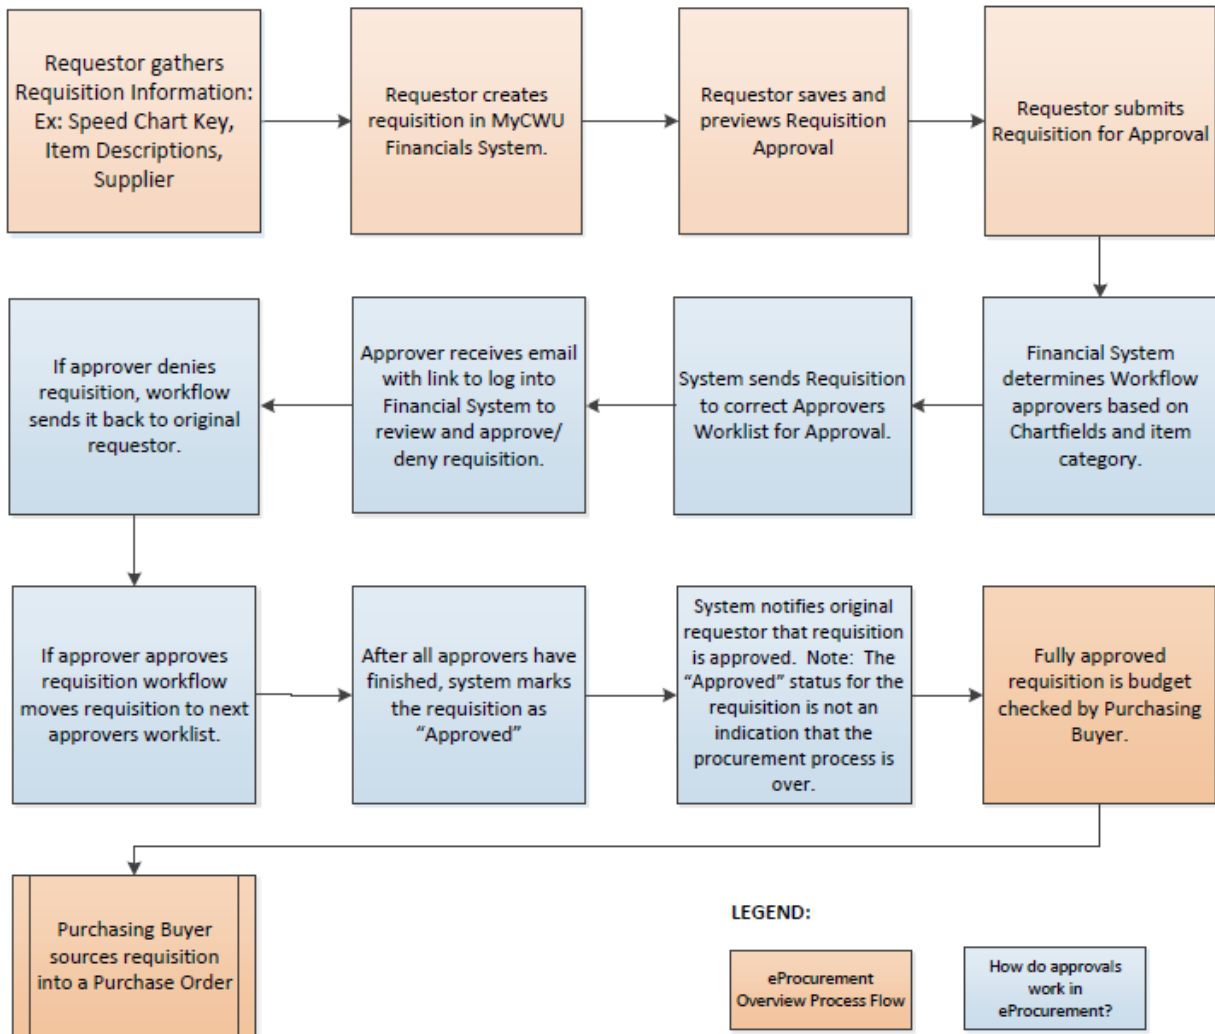 Requestor gathers
Requisition Information:
Ex: Speed Chart Key,
Item Descriptions,
Supplier
Requestor creates
requisition in MyCWU
Financials System.
Requestor saves and
previews Requisition
Approval
Requestor submits
Requisition for Approval
If approver denies
requisition, workflow
sends it back to original
requestor.
Approver receives email
with link to log into
Financial System to
review and approve/
deny requisition.
System sends Requisition
to correct Approvers
Worklist for Approval.
Financial System
determines Workflow
approvers based on
Chartfields and item
category.
If approver approves
requisition workflow
moves requisition to next
approvers worklist.
After all approvers have
finished, system marks
the requisition as
“Approved”
System notifies original
requestor that requisition
is approved.  Note:  The
“Approved” status for the
requisition is not an
indication that the
procurement process is
over.
Fully approved
requisition is budget
checked by Purchasing
Buyer.
Purchasing Buyer
sources requisition
into a Purchase Order
LEGEND:
eProcurement
Overview Process Flow
How do approvals
work in
eProcurement?